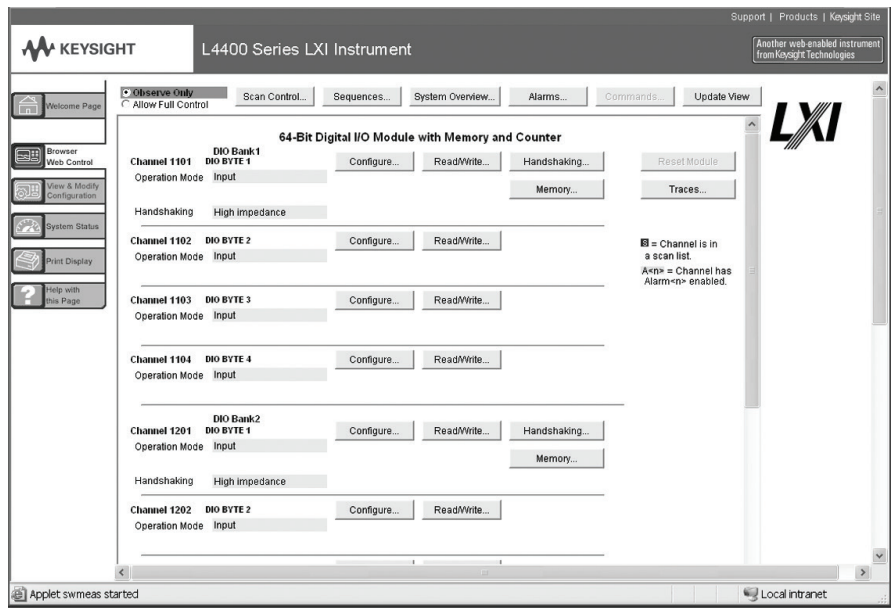 Support | Products | Keysight Site
KEYSIGHT
L4400 Series LXI Instrument
Another web-enabled instrument
from Keysight Technologies
Welcome Page
Browser
Web Control
View & Modify
Configuration
System Status
Print Display
Help with
this Page
Observe Only
Allow Full Control
Scan Control...
Sequences...
System Overview...
Alarms...
Commands...
Update View
LXI
64-Bit Digital I/O Module with Memory and Counter
DIO Bank1
Channel 1101 DIO BYTE 1 Configure... Read/Write... Handshaking... Reset Module
Operation Mode Input Memory... Traces...
Handshaking High impedance
Channel 1102 DIO BYTE 2 Configure... Read/Write...
Operation Mode Input
S = Channel is in
a scan list.
A<n> = Channel has
Alarm<n> enabled.
Channel 1103 DIO BYTE 3 Configure... Read/Write...
Operation Mode Input
Channel 1104 DIO BYTE 4 Configure... Read/Write...
Operation Mode Input
DIO Bank2
Channel 1201 DIO BYTE 1 Configure... Read/Write... Handshaking...
Operation Mode Input Memory...
Handshaking High impedance
Channel 1202 DIO BYTE 2 Configure... Read/Write...
Operation Mode Input
Applet swmeas started
Local intranet